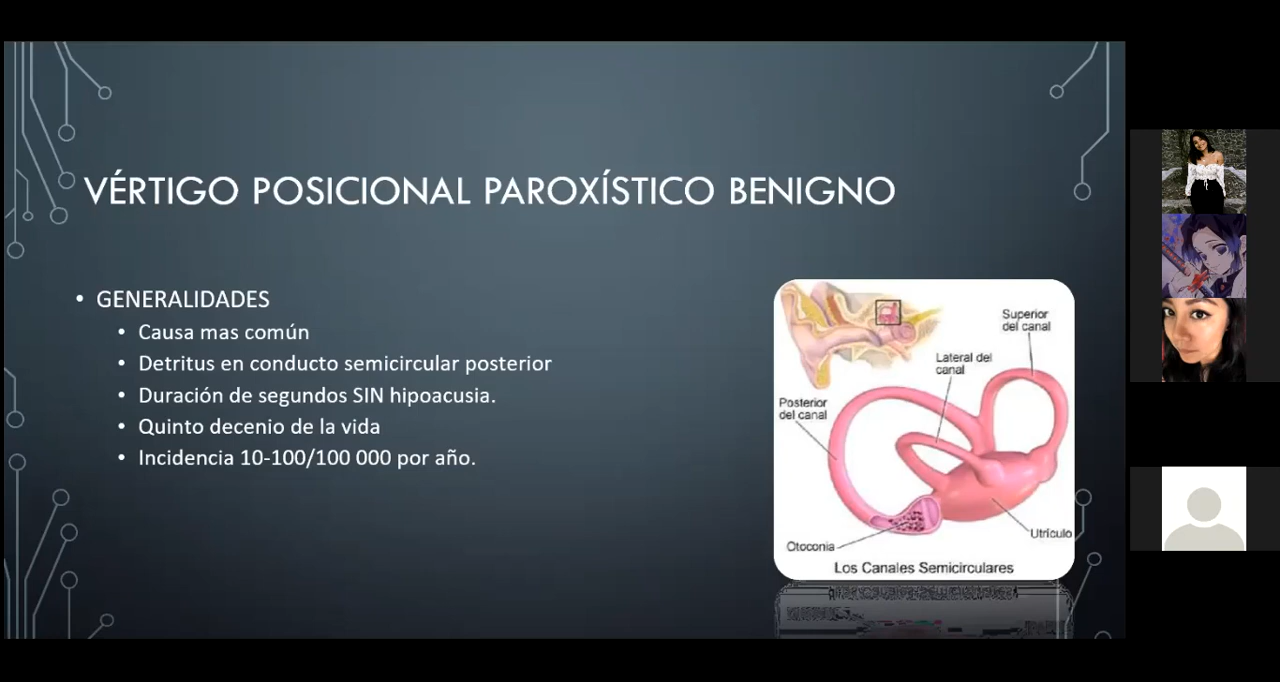 VÉRTIGO POSICIONAL PAROXÍSTICO BENIGNO
• GENERALIDADES
• Causa mas común
• Detritus en conducto semicircular posterior
• Duración de segundos SIN hipoacusia.
• Quinto decenio de la vida
• Incidencia 10-100/100 000 por año.
Superior
del canal
Lateral del
canal
Posterior
del canal
Utrículo
Otoconia
Los Canales Semicirculares